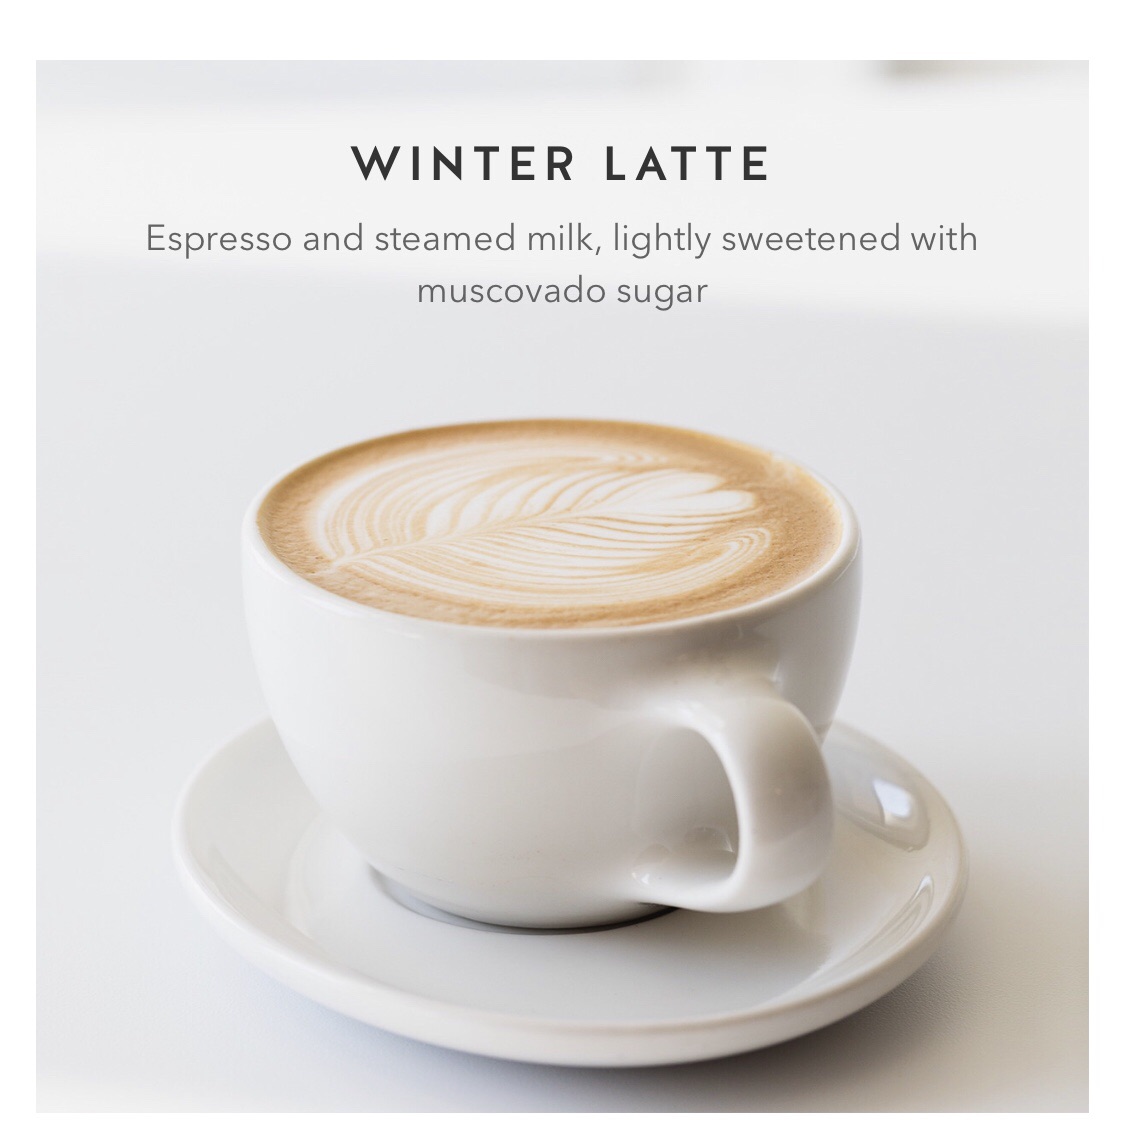 WINTER LATTE
Espresso and steamed milk, lightly sweetened with
muscovado sugar